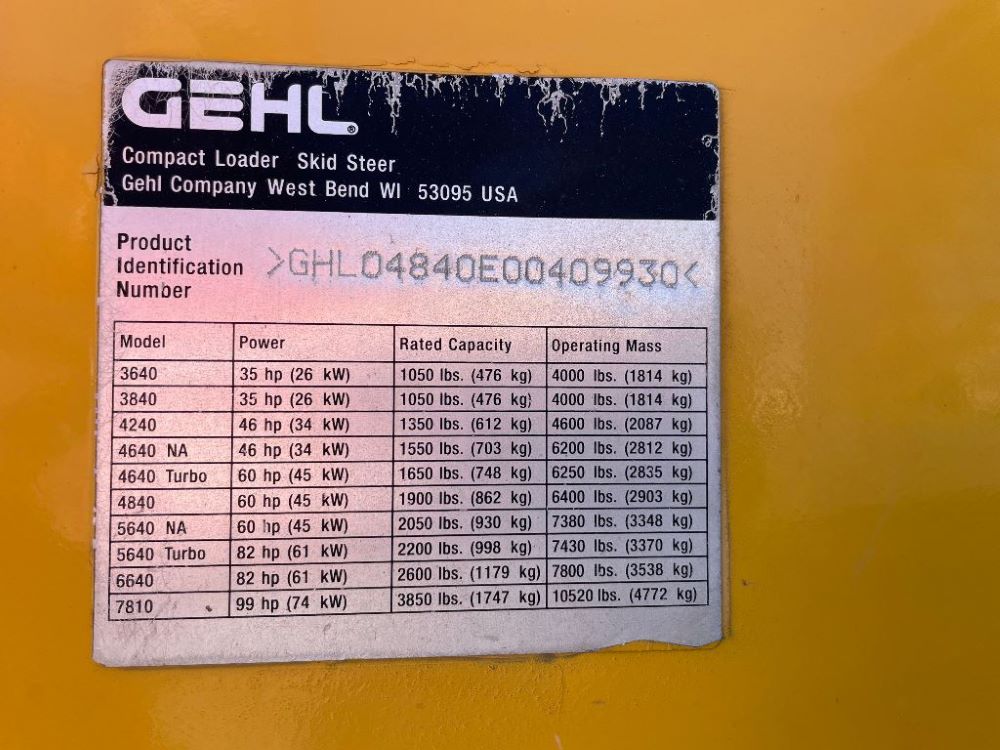 GEHL®
Compact Loader Skid Steer
Gehl Company West Bend WI 53095 USA
Product
Identification
Number
>GHL04840E00409930<
Model Power Rated Capacity Operating Mass
3640 35 hp (26 kW) 1050 lbs. (476 kg) 4000 lbs. (1814 kg)
3840 35 hp (26 kW) 1050 lbs. (476 kg) 4000 lbs. (1814 kg)
4240 46 hp (34 kW) 1350 lbs. (612 kg) 4600 lbs. (2087 kg)
4640 NA 46 hp (34 kW) 1550 lbs. (703 kg) 6200 lbs. (2812 kg)
4640 Turbo 60 hp (45 kW) 1650 lbs. (748 kg) 6250 lbs. (2835 kg)
4840 60 hp (45 kW) 1900 lbs. (862 kg) 6400 lbs. (2903 kg)
5640 NA 60 hp (45 kW) 2050 lbs. (930 kg) 7380 lbs. (3348 kg)
5640 Turbo 82 hp (61 kW) 2200 lbs. (998 kg) 7430 lbs. (3370 kg)
6640 82 hp (61 kW) 2600 lbs. (1179 kg) 7800 lbs. (3538 kg)
7810 99 hp (74 kW) 3850 lbs. (1747 kg) 10520 lbs. (4772 kg)